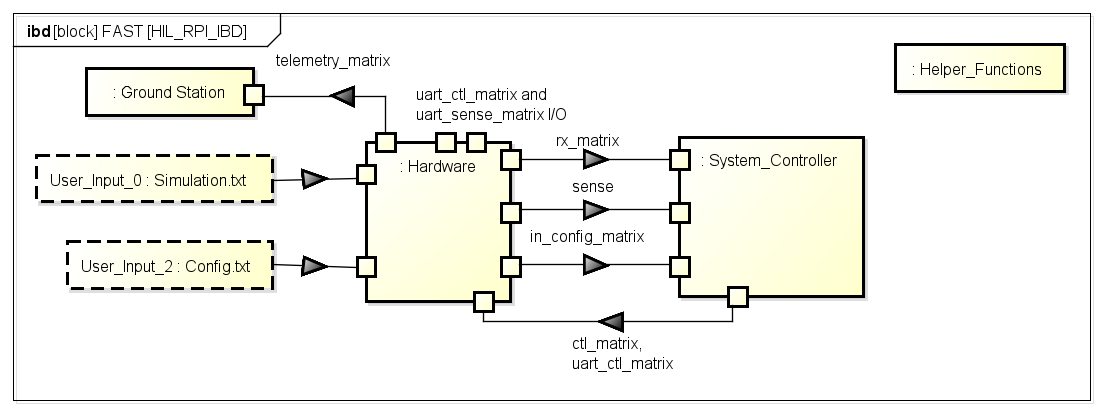 ibd [block] FAST [HIL_RPI_IBD]
telemetry_matrix
: Helper_Functions
: Ground Station
uart_ctl_matrix and
uart_sense_matrix I/O
rx_matrix
: Hardware
: System_Controller
User_Input_0 : Simulation.txt
sense
in_config_matrix
User_Input_2 : Config.txt
ctl_matrix,
uart_ctl_matrix